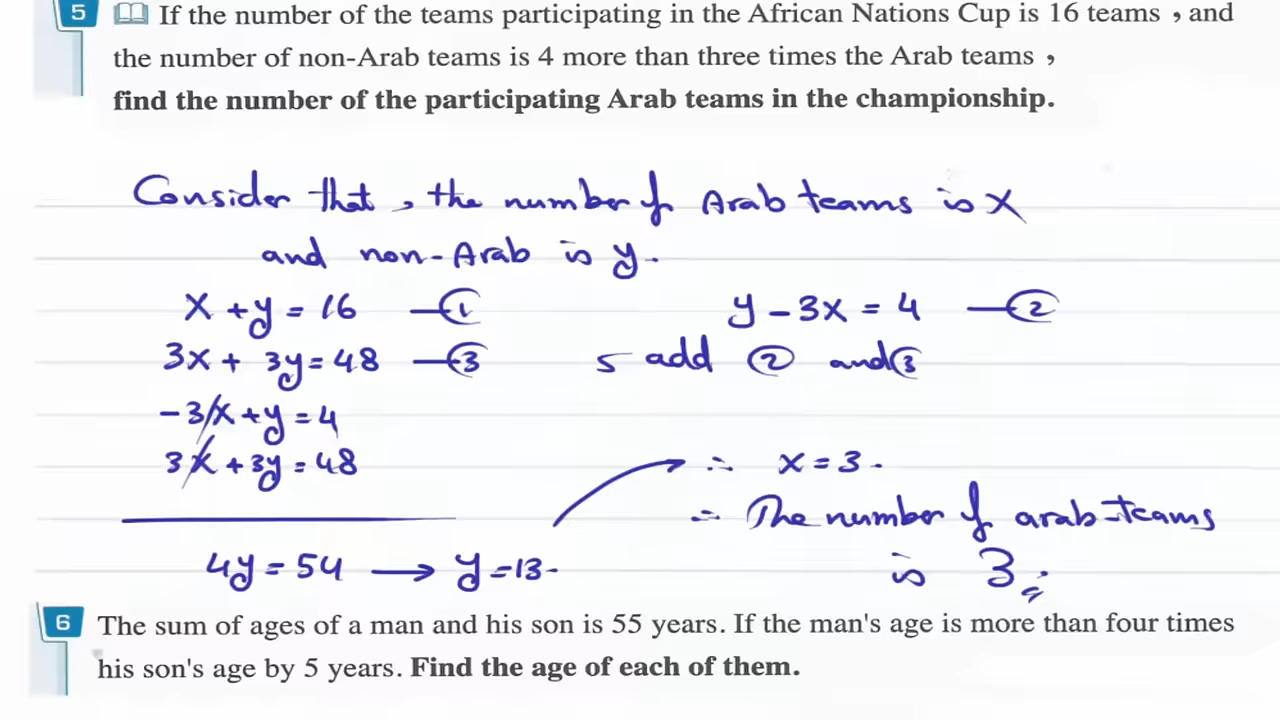 5 If the number of the teams participating in the African Nations Cup is 16 teams , and
the number of non-Arab teams is 4 more than three times the Arab teams ,
find the number of the participating Arab teams in the championship.
Consider that, the number of Arab teams is x
and non-Arab is y.
x + y = 16 — ① y - 3x = 4 — ②
3x + 3y = 48 — ③ add ② and ③
-3x + y = 4
3x + 3y = 48 ∴ x = 3.
∴ The number of arab teams
4y = 54 → y = 13. is 3
6 The sum of ages of a man and his son is 55 years. If the man's age is more than four times
his son's age by 5 years. Find the age of each of them.